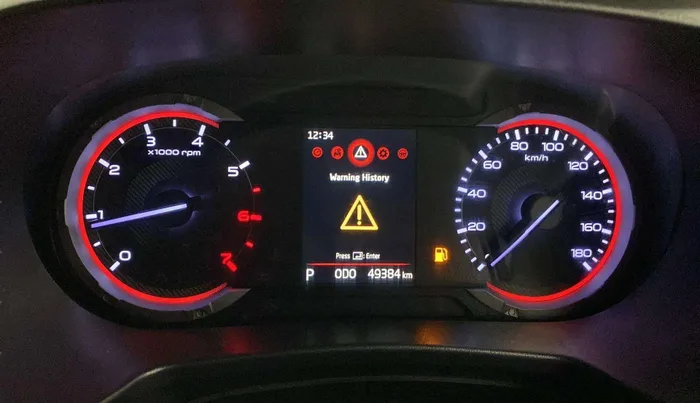 12:34
Warning History
Press : Enter
P ODO 49384 km
0 1 2 3 4 5 6 7
x1000 rpm
20 40 60 80 100 120 140 160 180
km/h